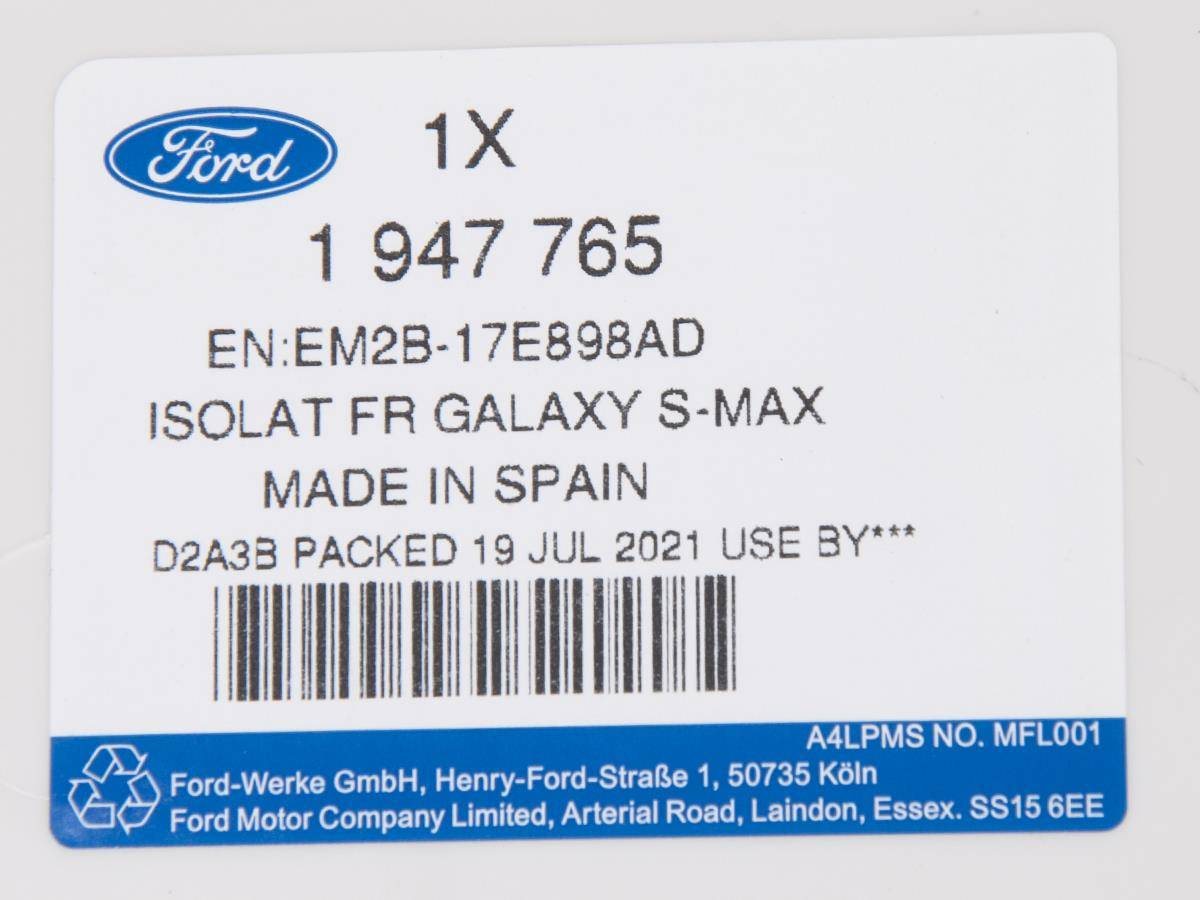 Ford
1X
1 947 765
EN:EM2B-17E898AD
ISOLAT FR GALAXY S-MAX
MADE IN SPAIN
D2A3B PACKED 19 JUL 2021 USE BY***
A4LPMS NO. MFL001
Ford-Werke GmbH, Henry-Ford-Straße 1, 50735 Köln
Ford Motor Company Limited, Arterial Road, Laindon, Essex. SS15 6EE